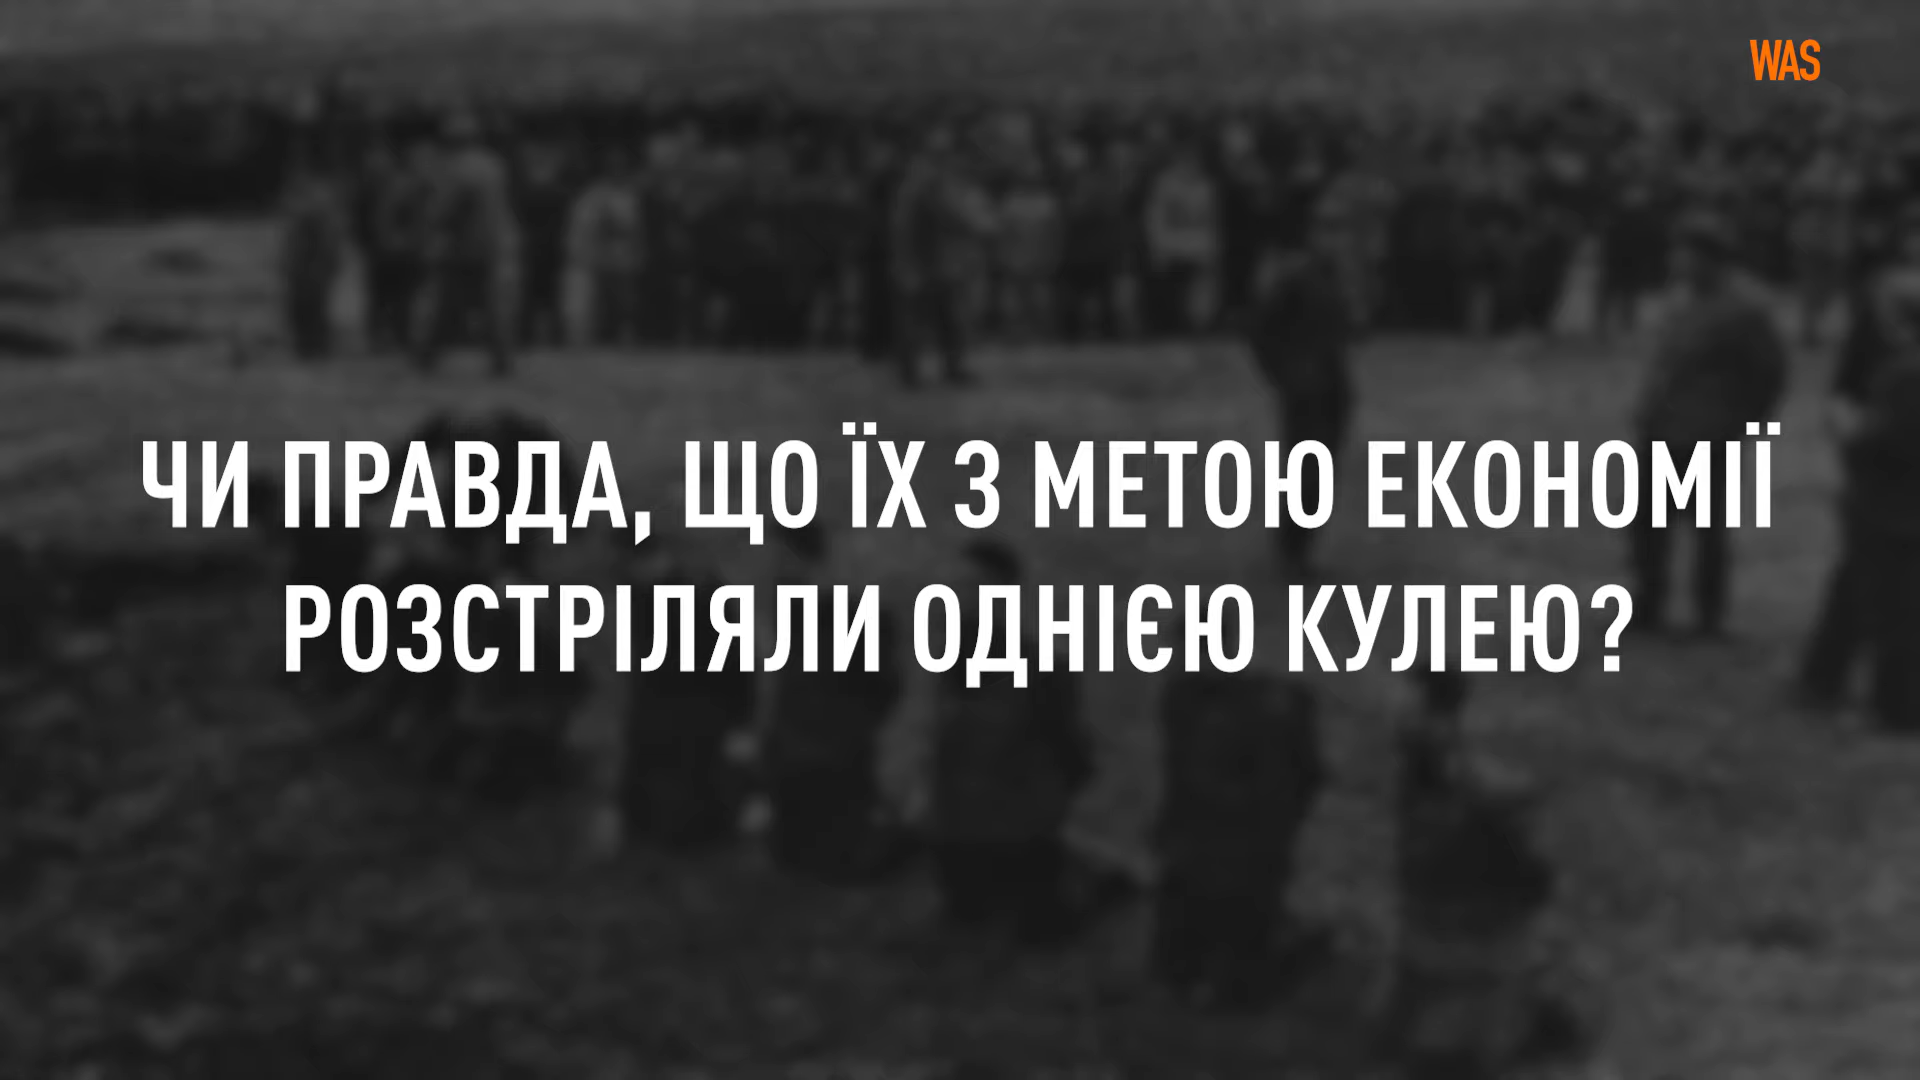 WAS
ЧИ ПРАВДА, ЩО ЇХ З МЕТОЮ ЕКОНОМІЇ
РОЗСТРІЛЯЛИ ОДНІЄЮ КУЛЕЮ?